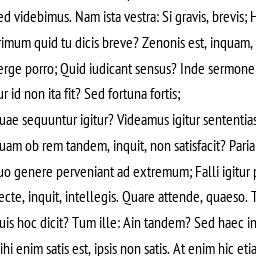 ed videbimus. Nam ista vestra: Si gravis, brevis; H
rimum quid tu dicis breve? Zenonis est, inquam,
erge porro; Quid iudicant sensus? Inde sermone
ur id non ita fit? Sed fortuna fortis;
uae sequuntur igitur? Videamus igitur sententias
uam ob rem tandem, inquit, non satisfacit? Paria
uo genere perveniant ad extremum; Falli igitur p
ecte, inquit, intellegis. Quare attende, quaeso. T
uis hoc dicit? Tum ille: Ain tandem? Sed haec in
ihi enim satis est, ipsis non satis. At enim hic etia